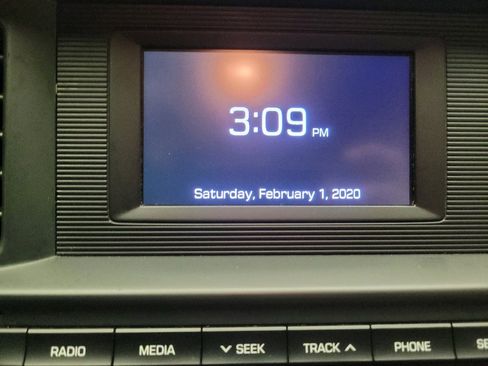 3:09 PM
Saturday, February 1, 2020
RADIO MEDIA ∨ SEEK TRACK ∧ PHONE